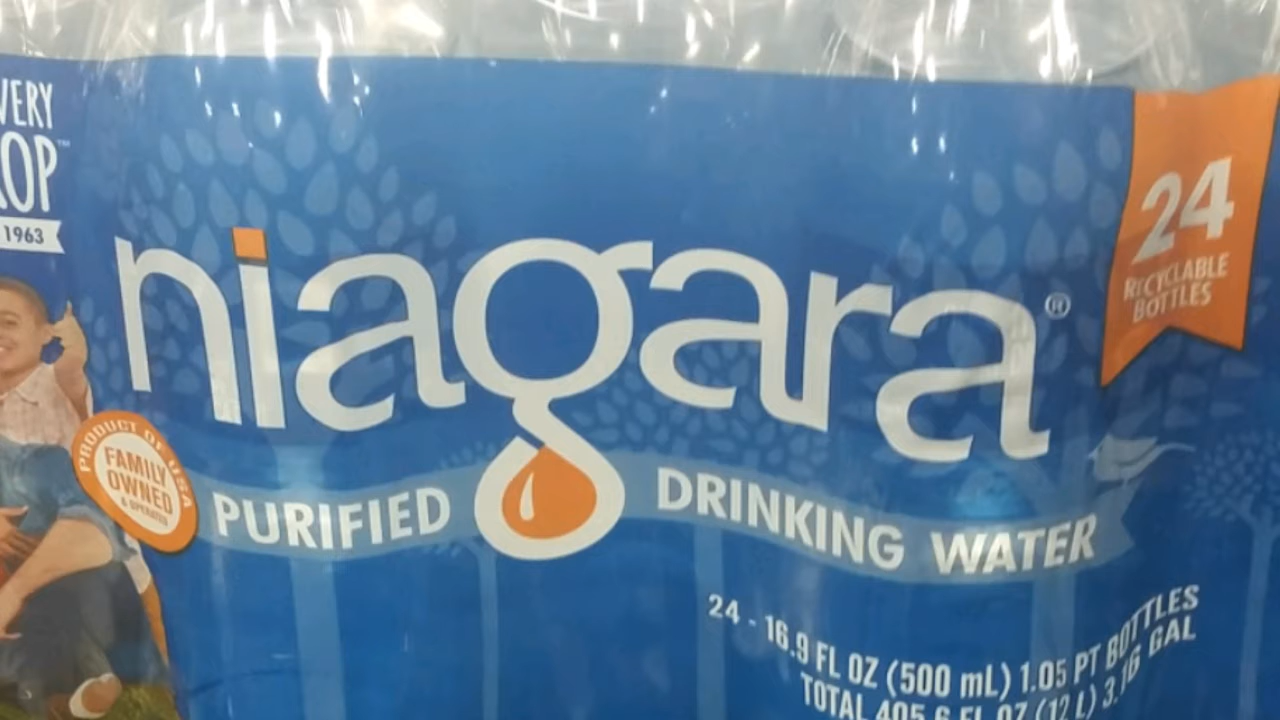 VERY
OP™
1963
niagara®
24
RECYCLABLE
BOTTLES
PRODUCT OF USA
FAMILY
OWNED
& OPERATED
PURIFIED DRINKING WATER
24 - 16.9 FL OZ (500 mL) 1.05 PT BOTTLES
TOTAL 405.6 FL OZ (12 L) 3.16 GAL